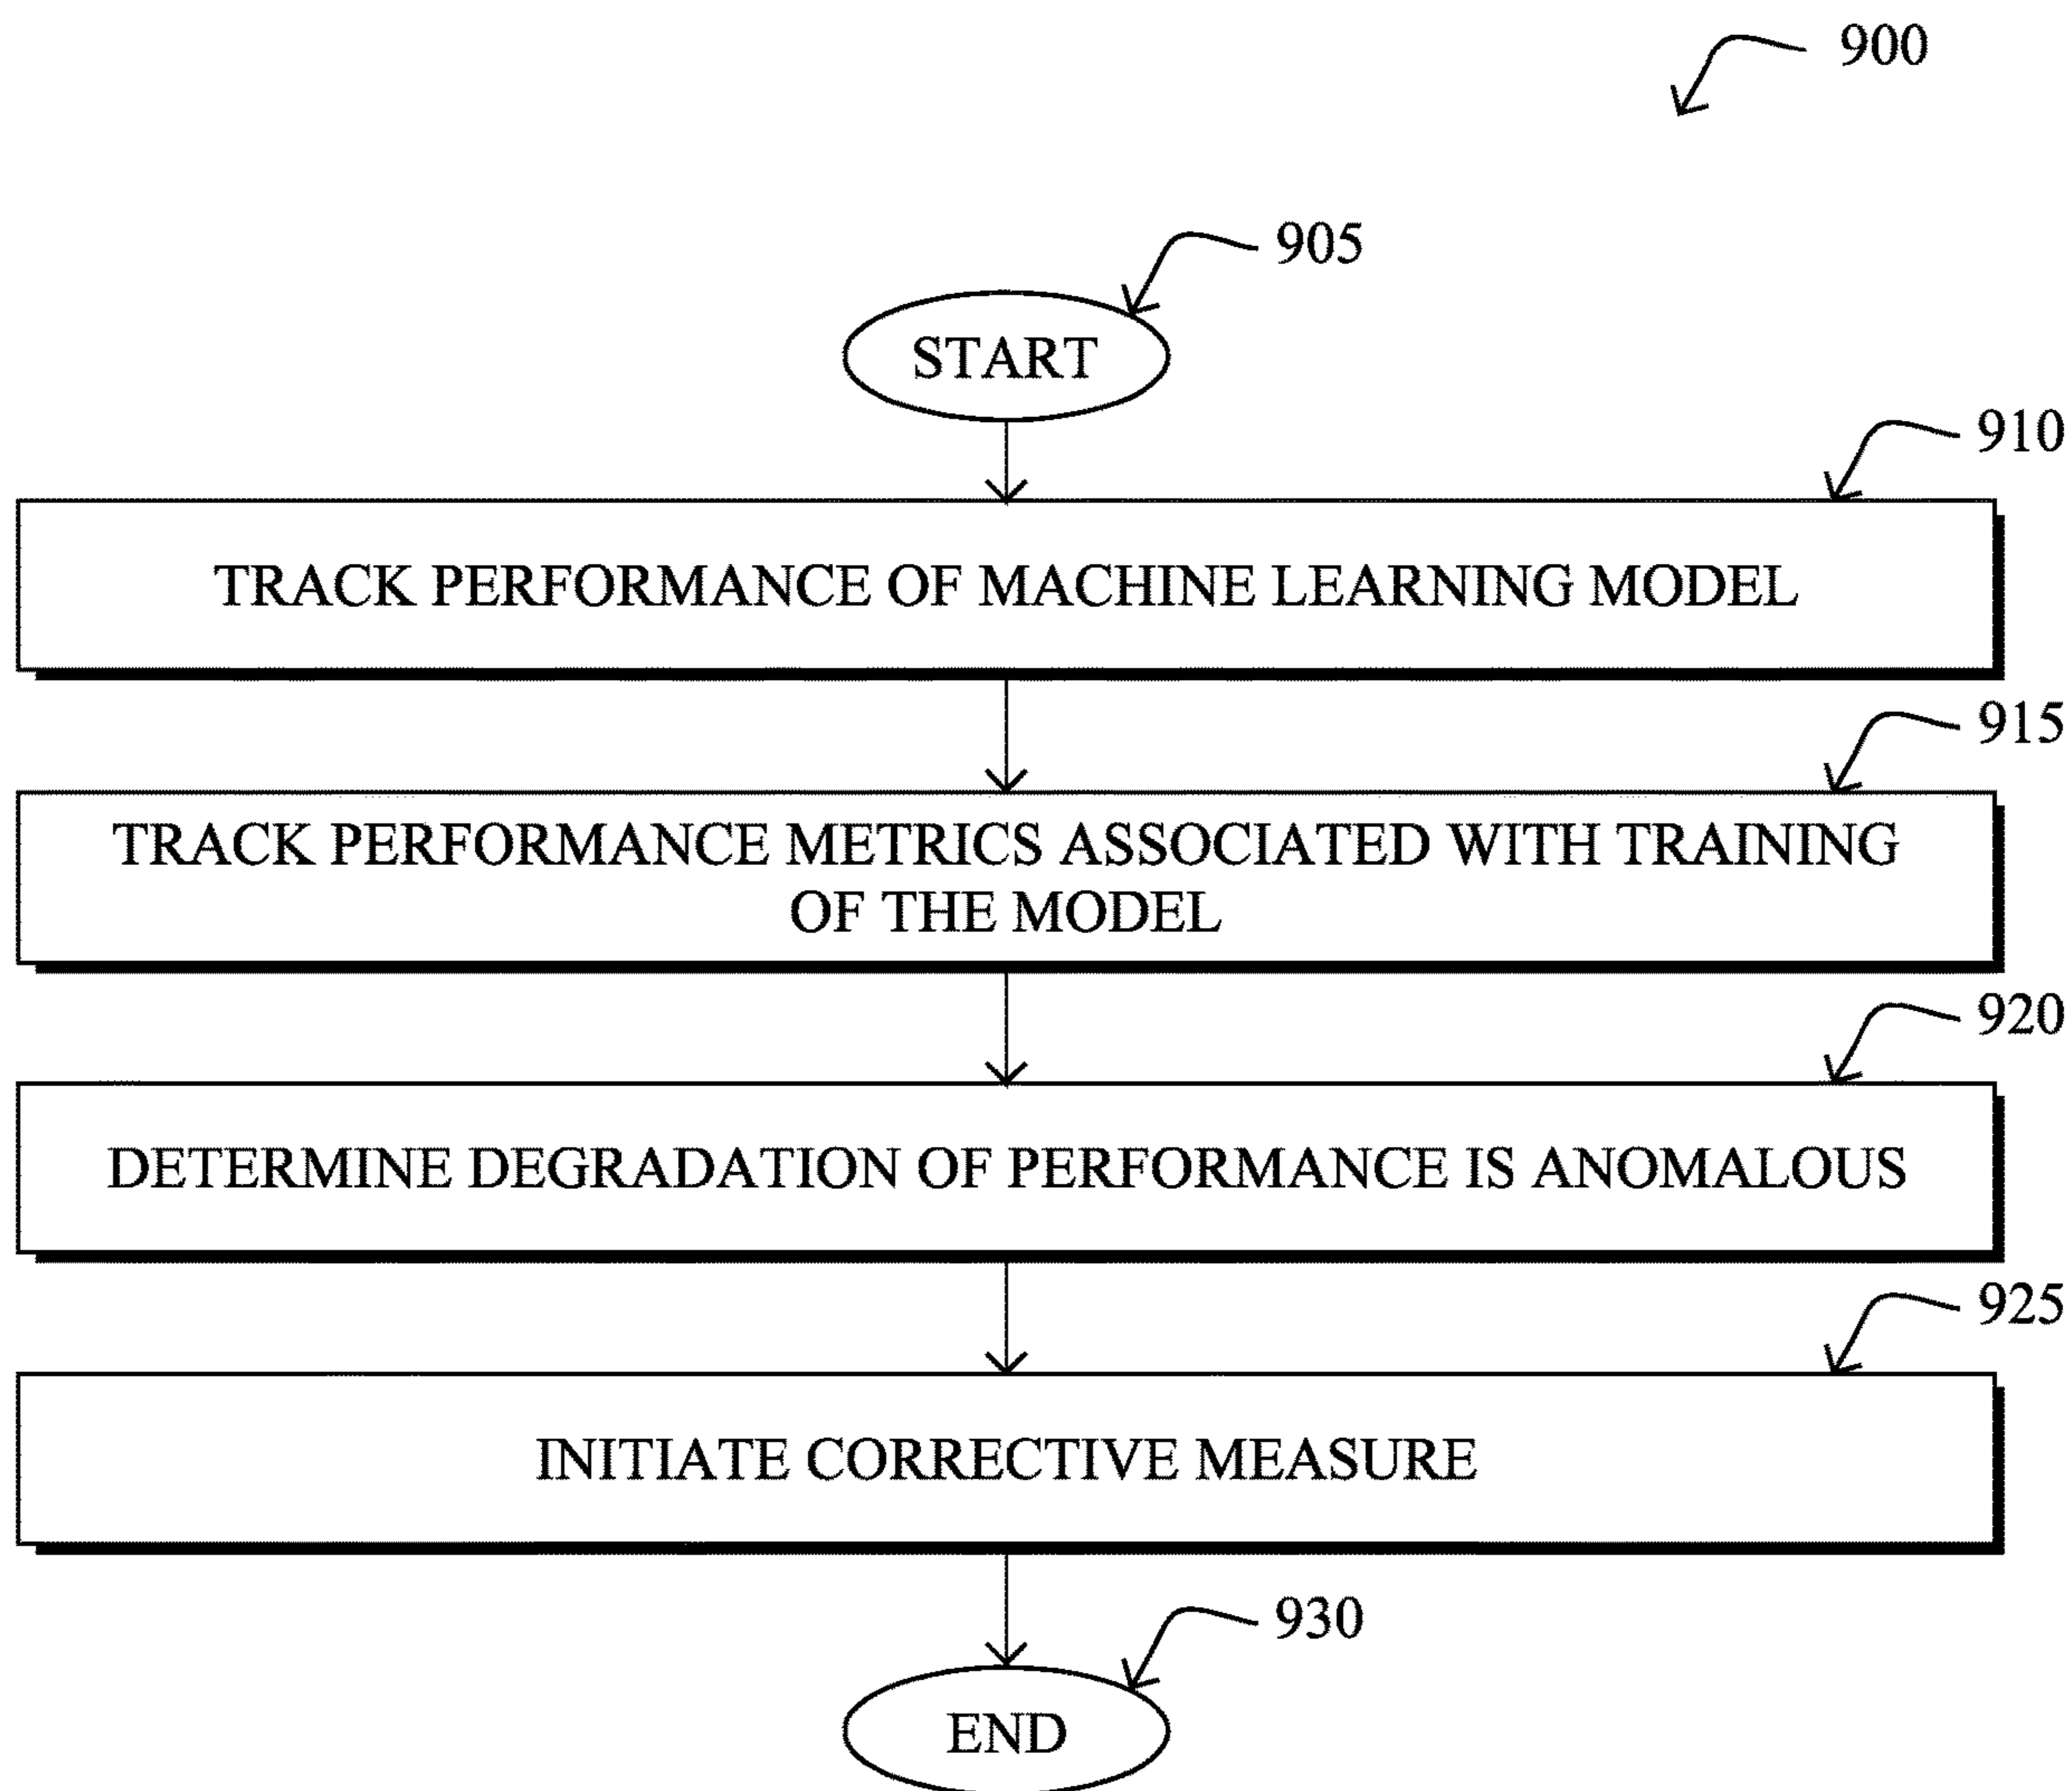 900
905
START
910
TRACK PERFORMANCE OF MACHINE LEARNING MODEL
915
TRACK PERFORMANCE METRICS ASSOCIATED WITH TRAINING
OF THE MODEL
920
DETERMINE DEGRADATION OF PERFORMANCE IS ANOMALOUS
925
INITIATE CORRECTIVE MEASURE
930
END